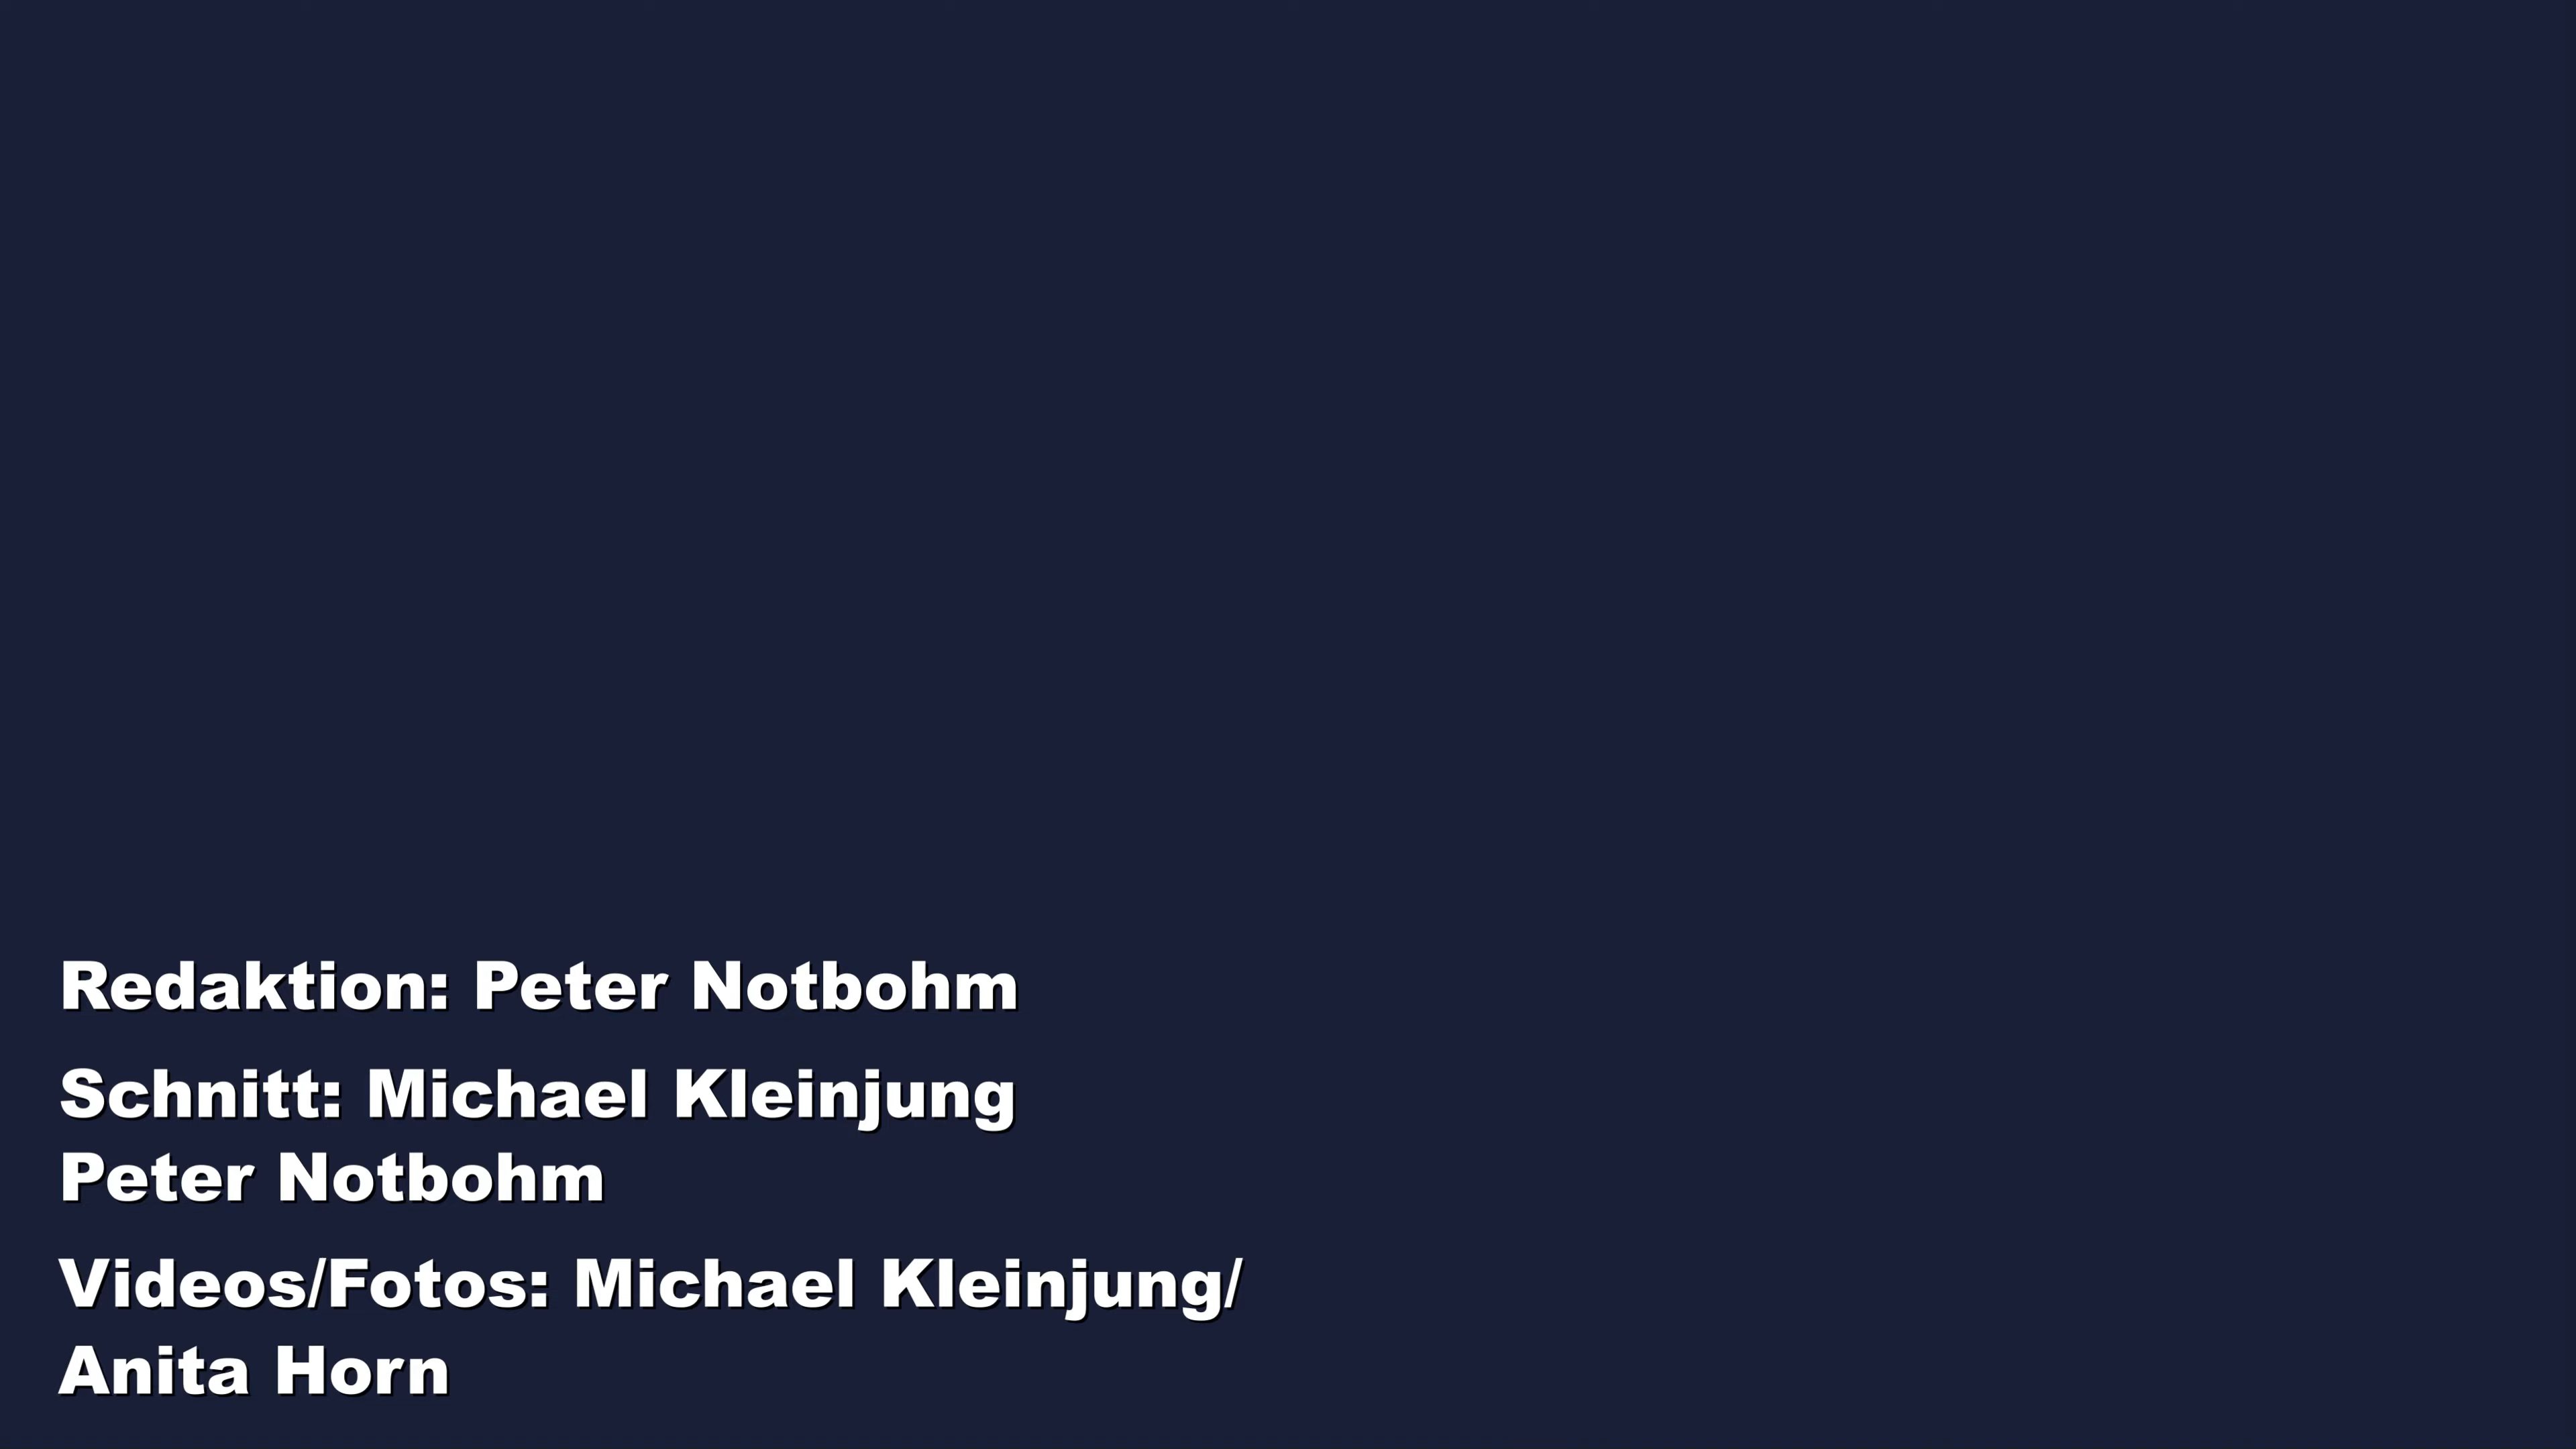 Redaktion: Peter Notbohm
Schnitt: Michael Kleinjung
Peter Notbohm
Videos/Fotos: Michael Kleinjung/
Anita Horn